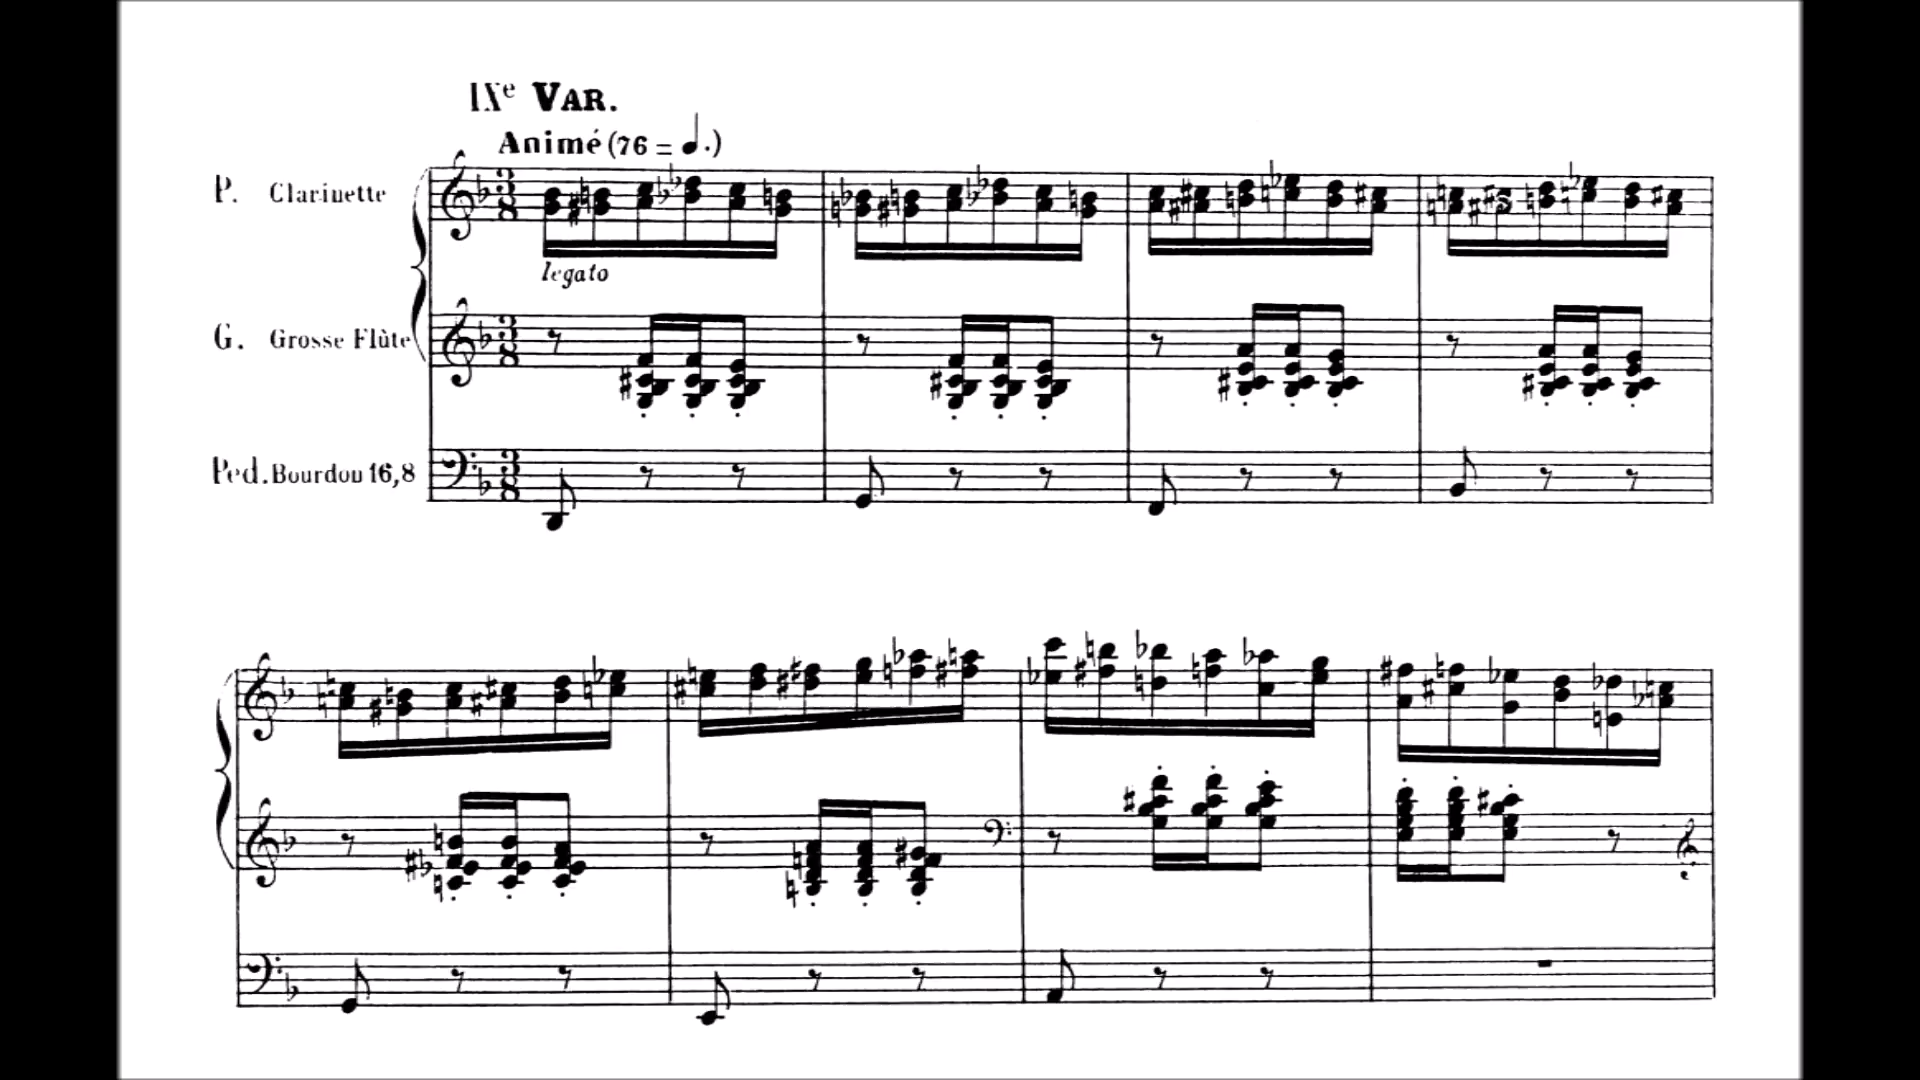 IXe VAR.
Animé (76 = ♩.)
P. Clarinette
legato
G. Grosse Flûte
Ped. Bourdon 16,8